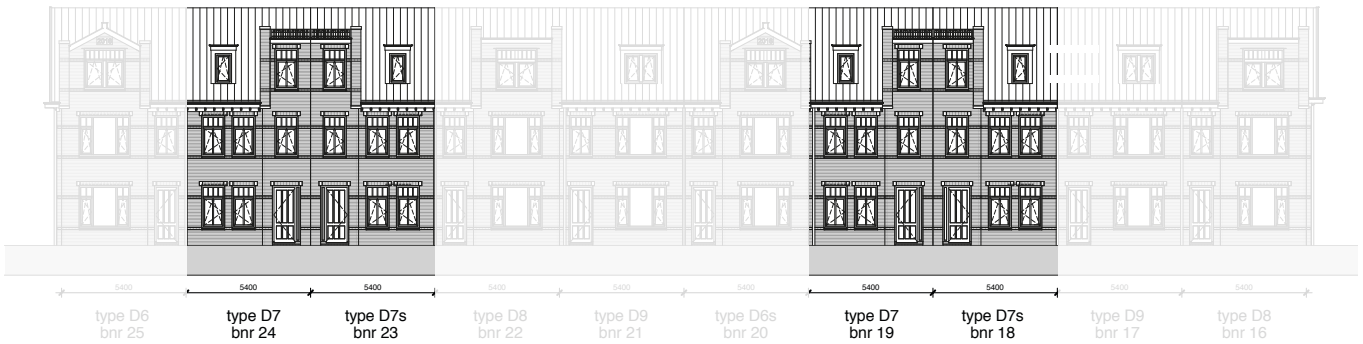 5400 5400 5400 5400 5400 5400 5400 5400 5400 5400
type D6 type D7 type D7s type D8 type D9 type D6s type D7 type D7s type D9 type D8
bnr 25 bnr 24 bnr 23 bnr 22 bnr 21 bnr 20 bnr 19 bnr 18 bnr 17 bnr 16